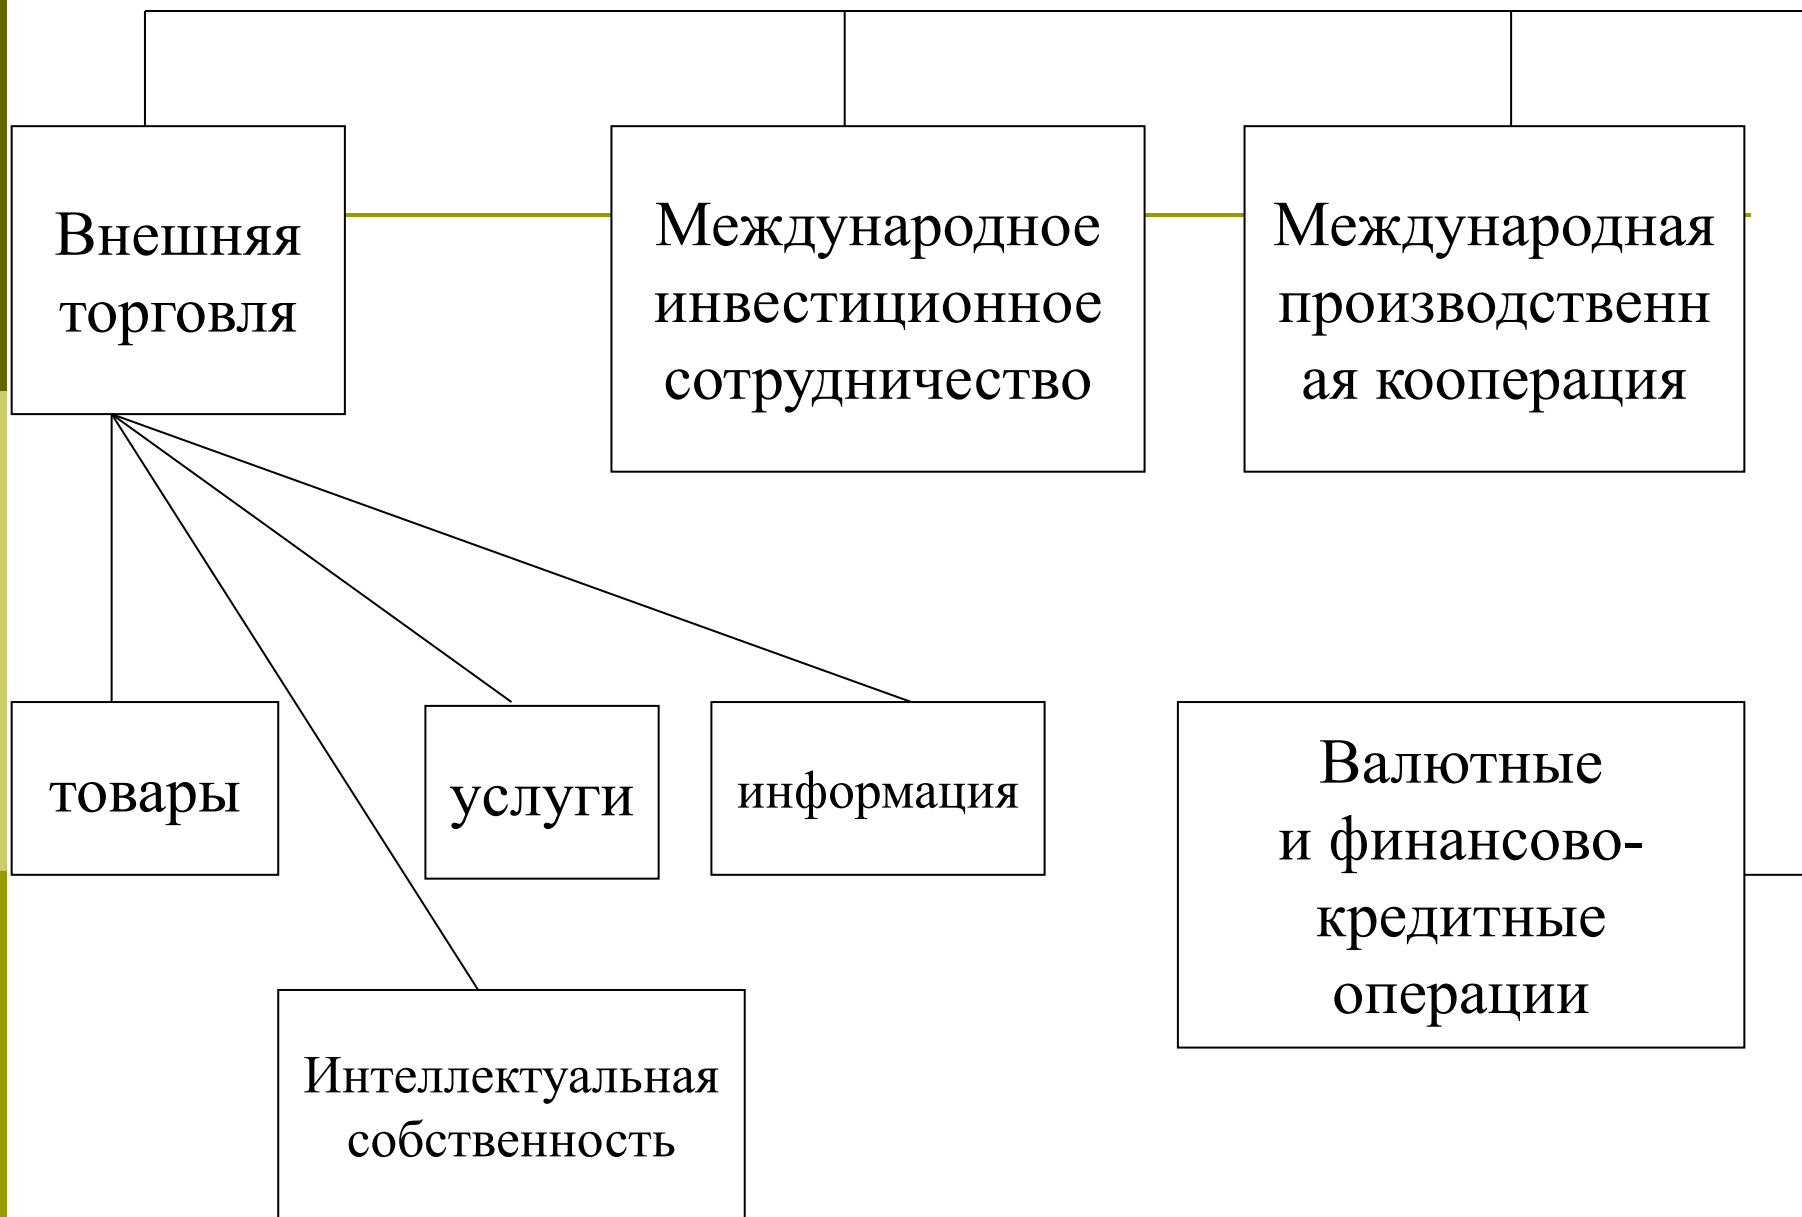 Внешняя
торговля
Международное
инвестиционное
сотрудничество
Международная
производственн
ая кооперация
товары
услуги
информация
Валютные
и финансово-
кредитные
операции
Интеллектуальная
собственность